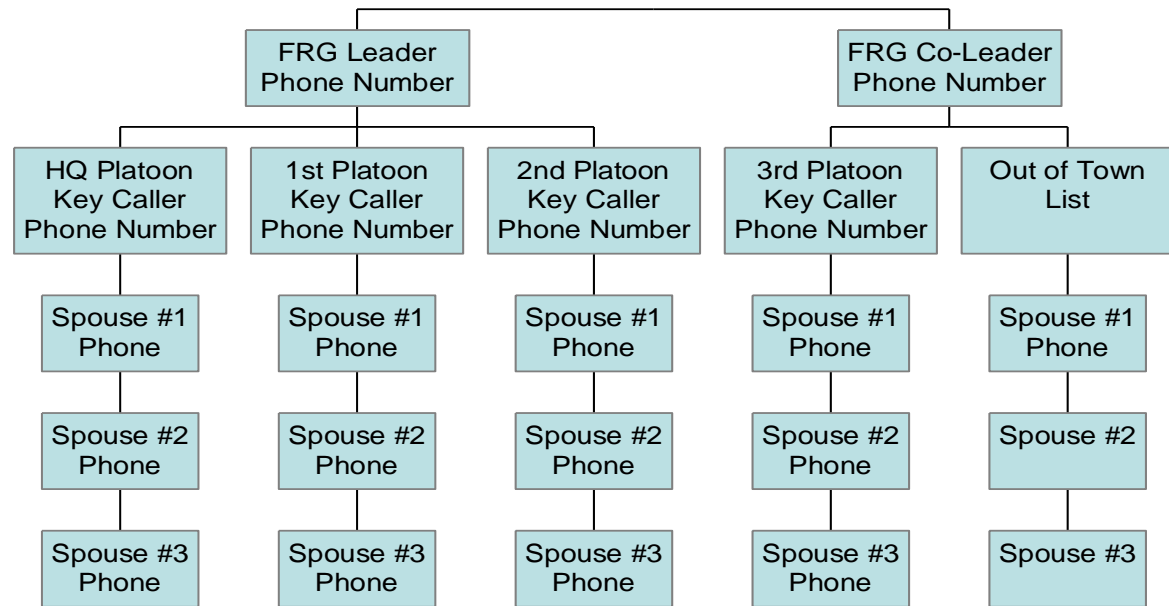 FRG Leader
Phone Number
FRG Co-Leader
Phone Number
HQ Platoon
Key Caller
Phone Number
1st Platoon
Key Caller
Phone Number
2nd Platoon
Key Caller
Phone Number
3rd Platoon
Key Caller
Phone Number
Out of Town
List
Spouse #1
Phone
Spouse #1
Phone
Spouse #1
Phone
Spouse #1
Phone
Spouse #1
Phone
Spouse #2
Phone
Spouse #2
Phone
Spouse #2
Phone
Spouse #2
Phone
Spouse #2
Spouse #3
Phone
Spouse #3
Phone
Spouse #3
Phone
Spouse #3
Phone
Spouse #3